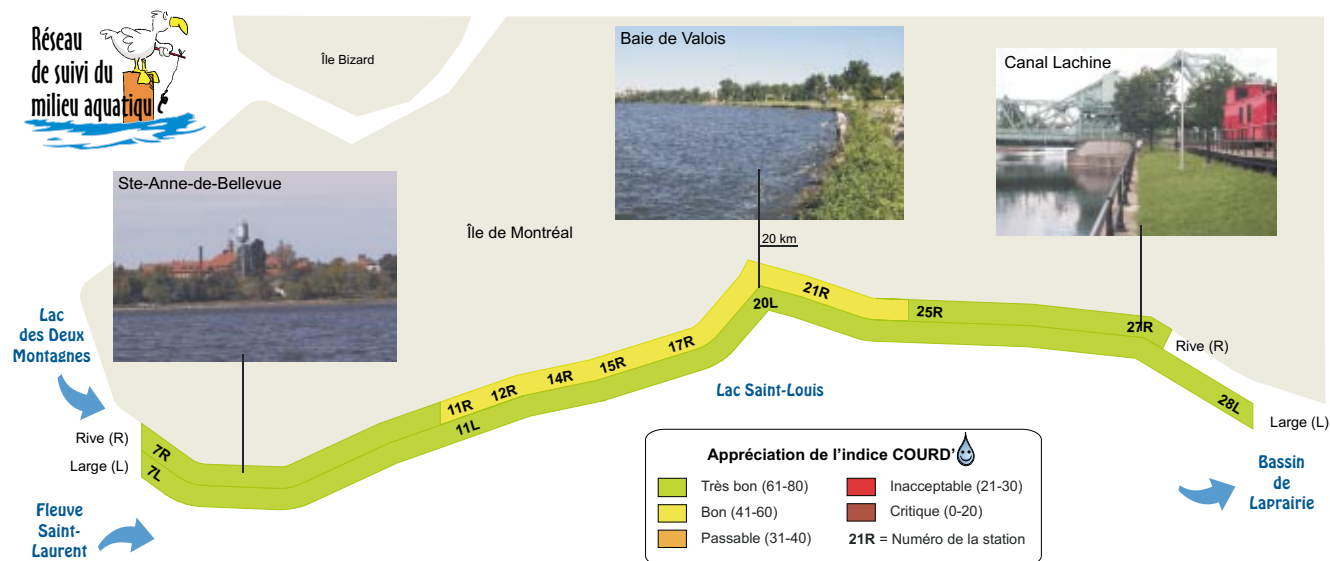 Réseau
de suivi du
milieu aquatiqu
Île Bizard
Baie de Valois
Canal Lachine
Ste-Anne-de-Bellevue
Île de Montréal
20 km
Lac
des Deux
Montagnes
21R
20L
25R
27R
Rive (R)
17R
15R
14R
12R
11R
11L
Lac Saint-Louis
28L
Large (L)
Rive (R)
7R
Large (L)
7L
Fleuve
Saint-
Laurent
Bassin
de
Laprairie
Appréciation de l'indice COURD'
Très bon (61-80)
Inacceptable (21-30)
Bon (41-60)
Critique (0-20)
Passable (31-40)
21R = Numéro de la station